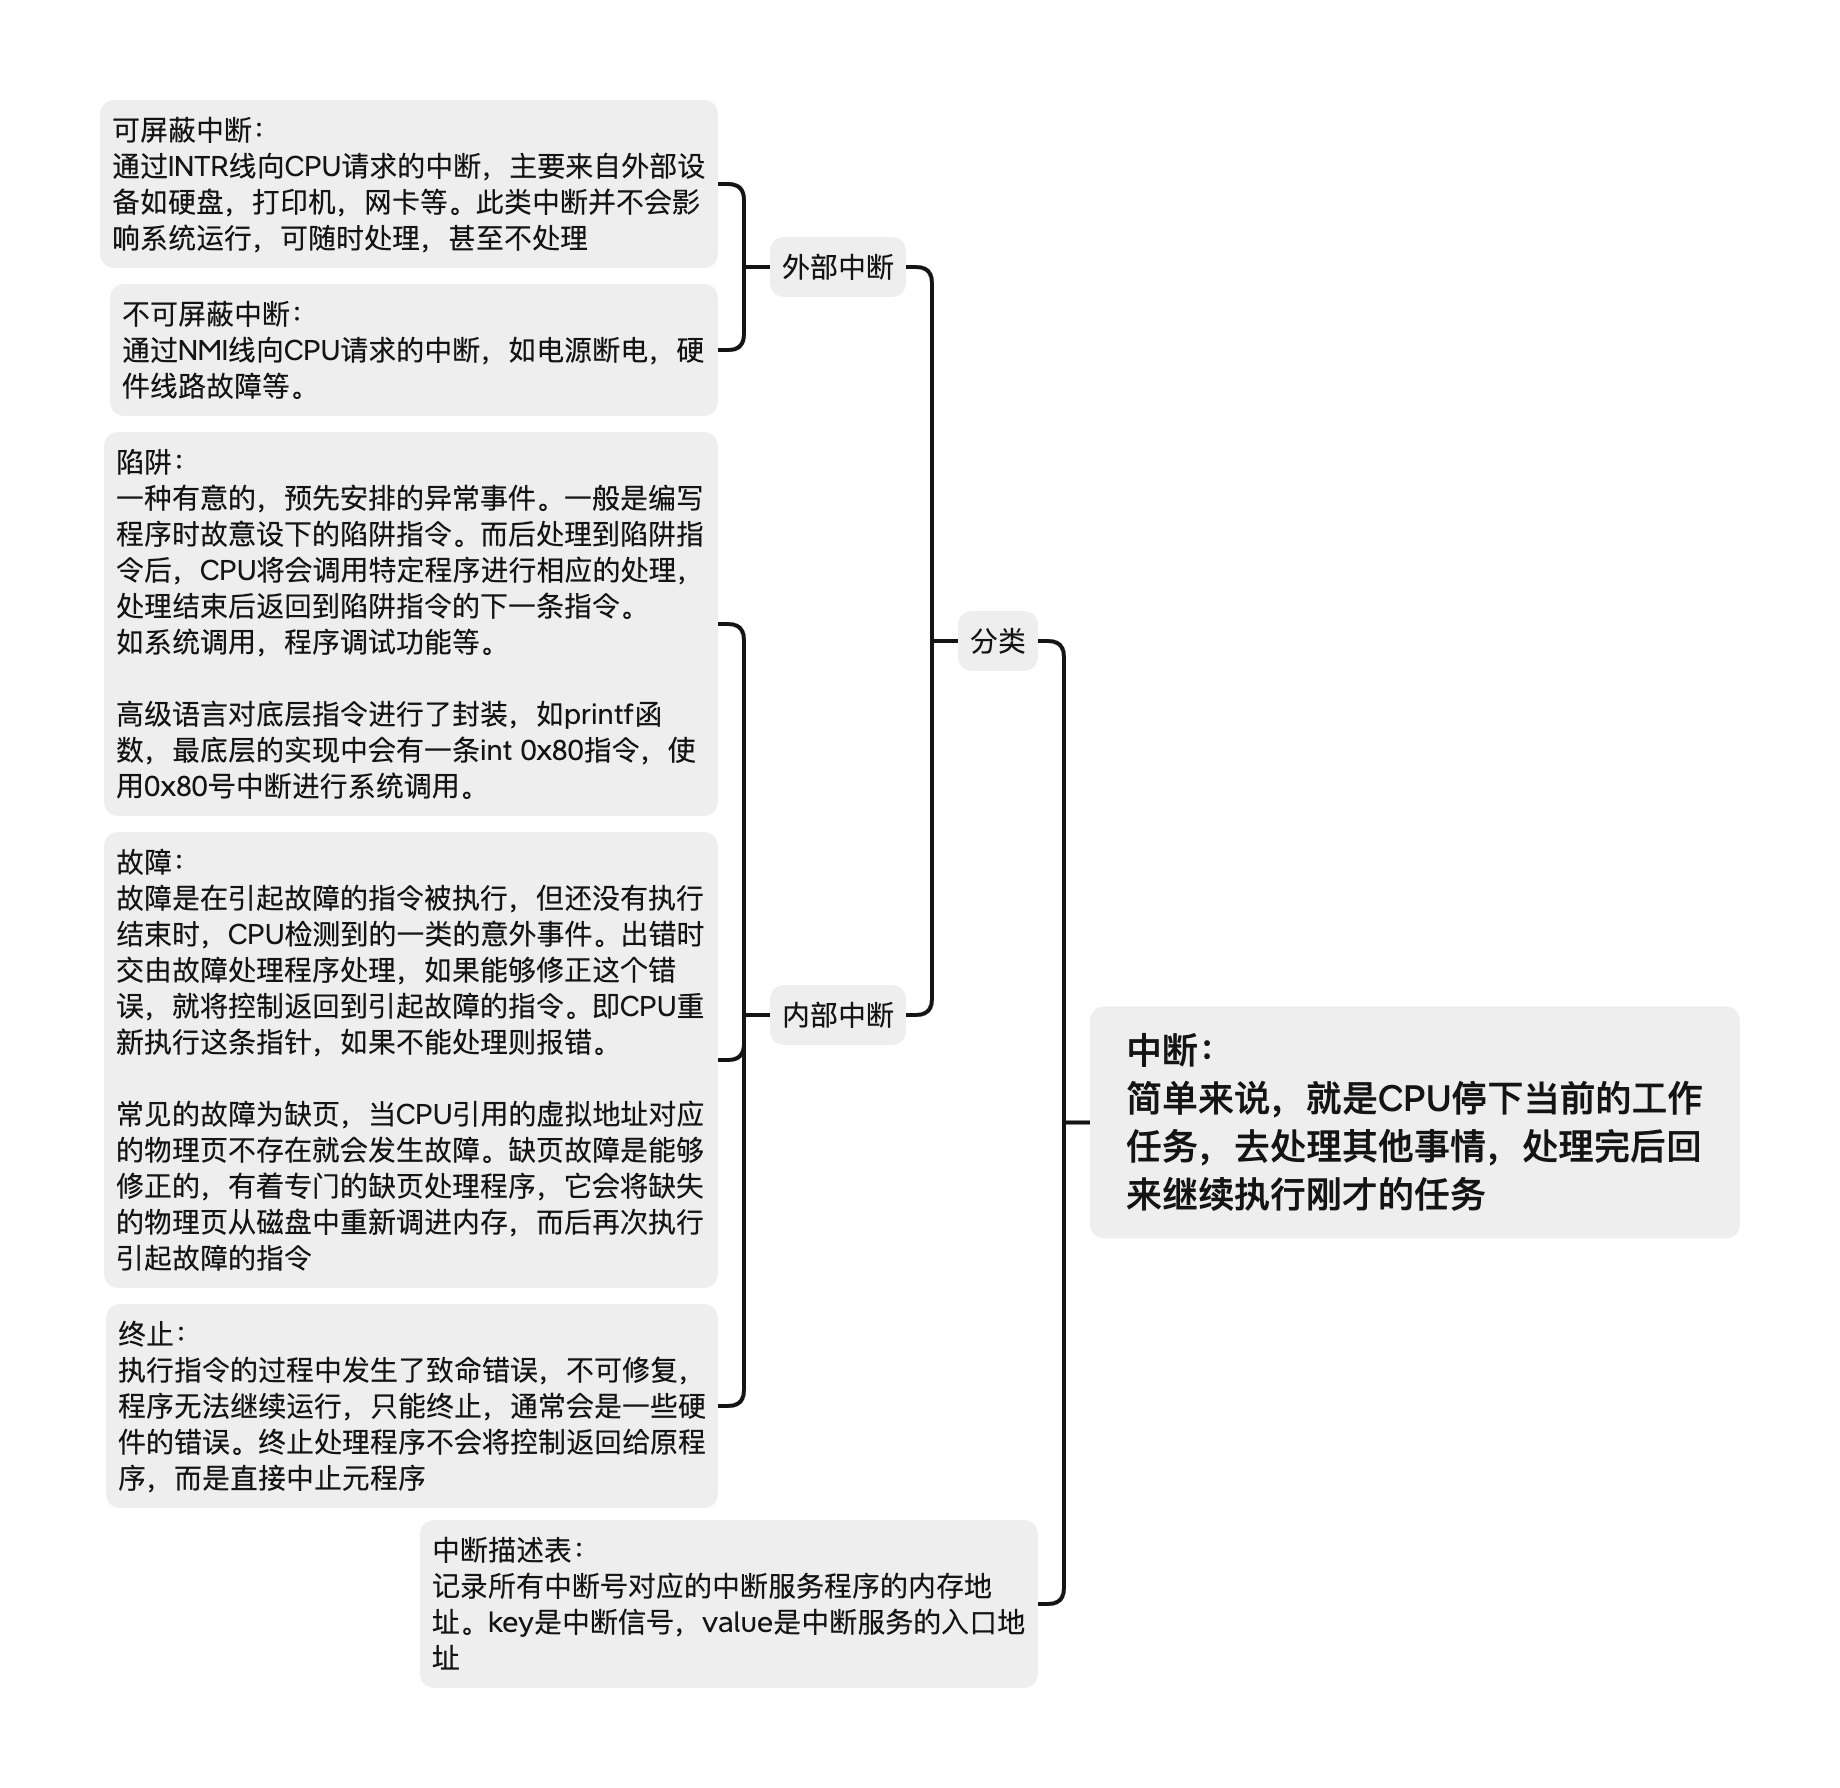 可屏蔽中断：
通过INTR线向CPU请求的中断，主要来自外部设
备如硬盘，打印机，网卡等。此类中断并不会影
响系统运行，可随时处理，甚至不处理
不可屏蔽中断：
通过NMI线向CPU请求的中断，如电源断电，硬
件线路故障等。
外部中断
陷阱：
一种有意的，预先安排的异常事件。一般是编写
程序时故意设下的陷阱指令。而后处理到陷阱指
令后，CPU将会调用特定程序进行相应的处理，
处理结束后返回到陷阱指令的下一条指令。
如系统调用，程序调试功能等。
高级语言对底层指令进行了封装，如printf函
数，最底层的实现中会有一条int 0x80指令，使
用0x80号中断进行系统调用。
故障：
故障是在引起故障的指令被执行，但还没有执行
结束时，CPU检测到的一类的意外事件。出错时
交由故障处理程序处理，如果能够修正这个错
误，就将控制返回到引起故障的指令。即CPU重
新执行这条指针，如果不能处理则报错。
常见的故障为缺页，当CPU引用的虚拟地址对应
的物理页不存在就会发生故障。缺页故障是能够
修正的，有着专门的缺页处理程序，它会将缺失
的物理页从磁盘中重新调进内存，而后再次执行
引起故障的指令
终止：
执行指令的过程中发生了致命错误，不可修复，
程序无法继续运行，只能终止，通常会是一些硬
件的错误。终止处理程序不会将控制返回给原程
序，而是直接中止元程序
内部中断
分类
中断描述表：
记录所有中断号对应的中断服务程序的内存地
址。key是中断信号，value是中断服务的入口地
址
中断：
简单来说，就是CPU停下当前的工作
任务，去处理其他事情，处理完后回
来继续执行刚才的任务